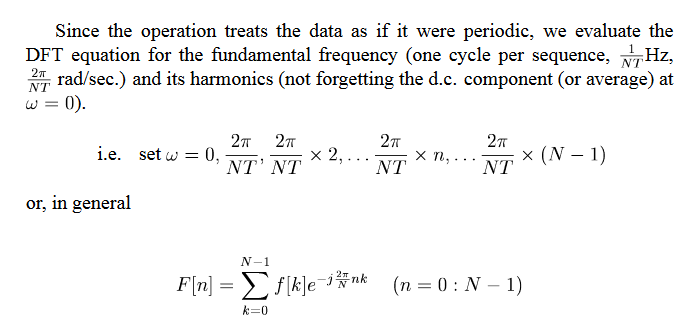 Since the operation treats the data as if it were periodic, we evaluate the
DFT equation for the fundamental frequency (one cycle per sequence, $\frac{1}{NT}$Hz,
$\frac{2\pi}{NT}$ rad/sec.) and its harmonics (not forgetting the d.c. component (or average) at
$\omega = 0$).
i.e. set $\omega = 0, \frac{2\pi}{NT}, \frac{2\pi}{NT} \times 2, \ldots \frac{2\pi}{NT} \times n, \ldots \frac{2\pi}{NT} \times (N-1)$
or, in general
$F[n] = \sum_{k=0}^{N-1} f[k]e^{-j\frac{2\pi}{N}nk} \quad (n = 0 : N-1)$